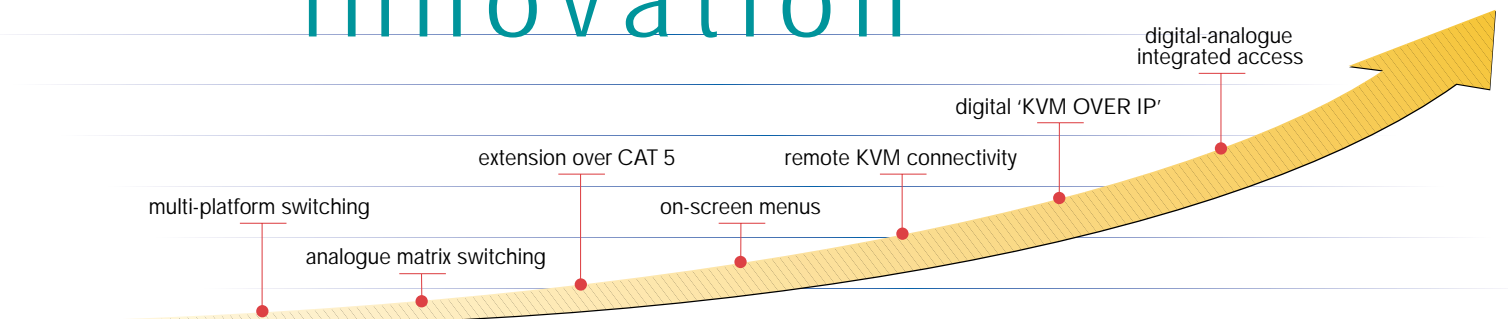 innovation
digital-analogue
integrated access
digital ‘KVM OVER IP’
extension over CAT 5
remote KVM connectivity
multi-platform switching
on-screen menus
analogue matrix switching